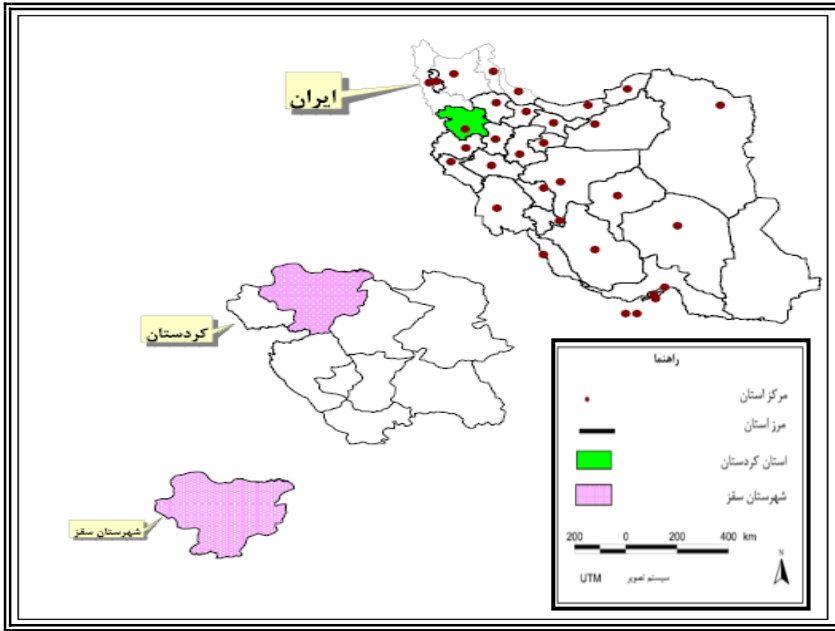 ایران
کردستان
شهرستان سقز
راهنما
مرکز استان
مرز استان
استان کردستان
شهرستان سقز
200 0 200 400 km
UTM سیستم تصویر
N